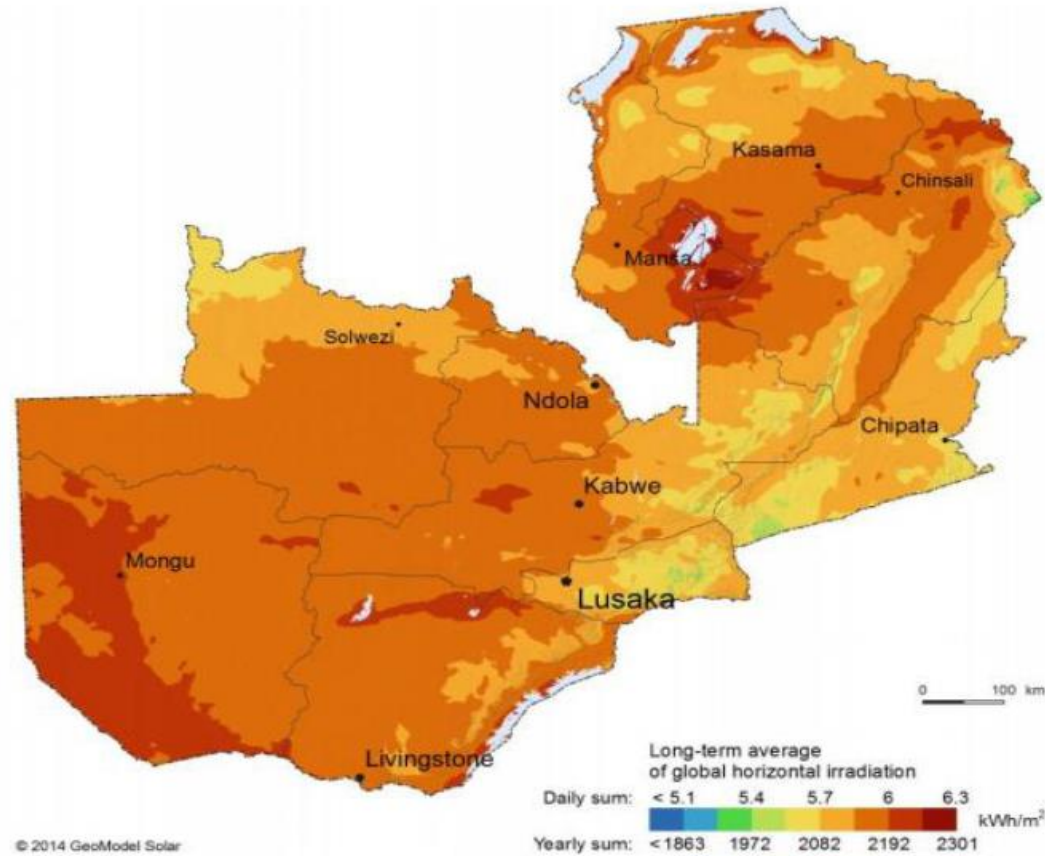 Kasama
Chinsali
Mansa
Solwezi
Ndola
Chipata
Kabwe
Mongu
Lusaka
Livingstone
0 100 km
Long-term average
of global horizontal irradiation
Daily sum: < 5.1 5.4 5.7 6 6.3 kWh/m²
Yearly sum: < 1863 1972 2082 2192 2301
© 2014 GeoModel Solar